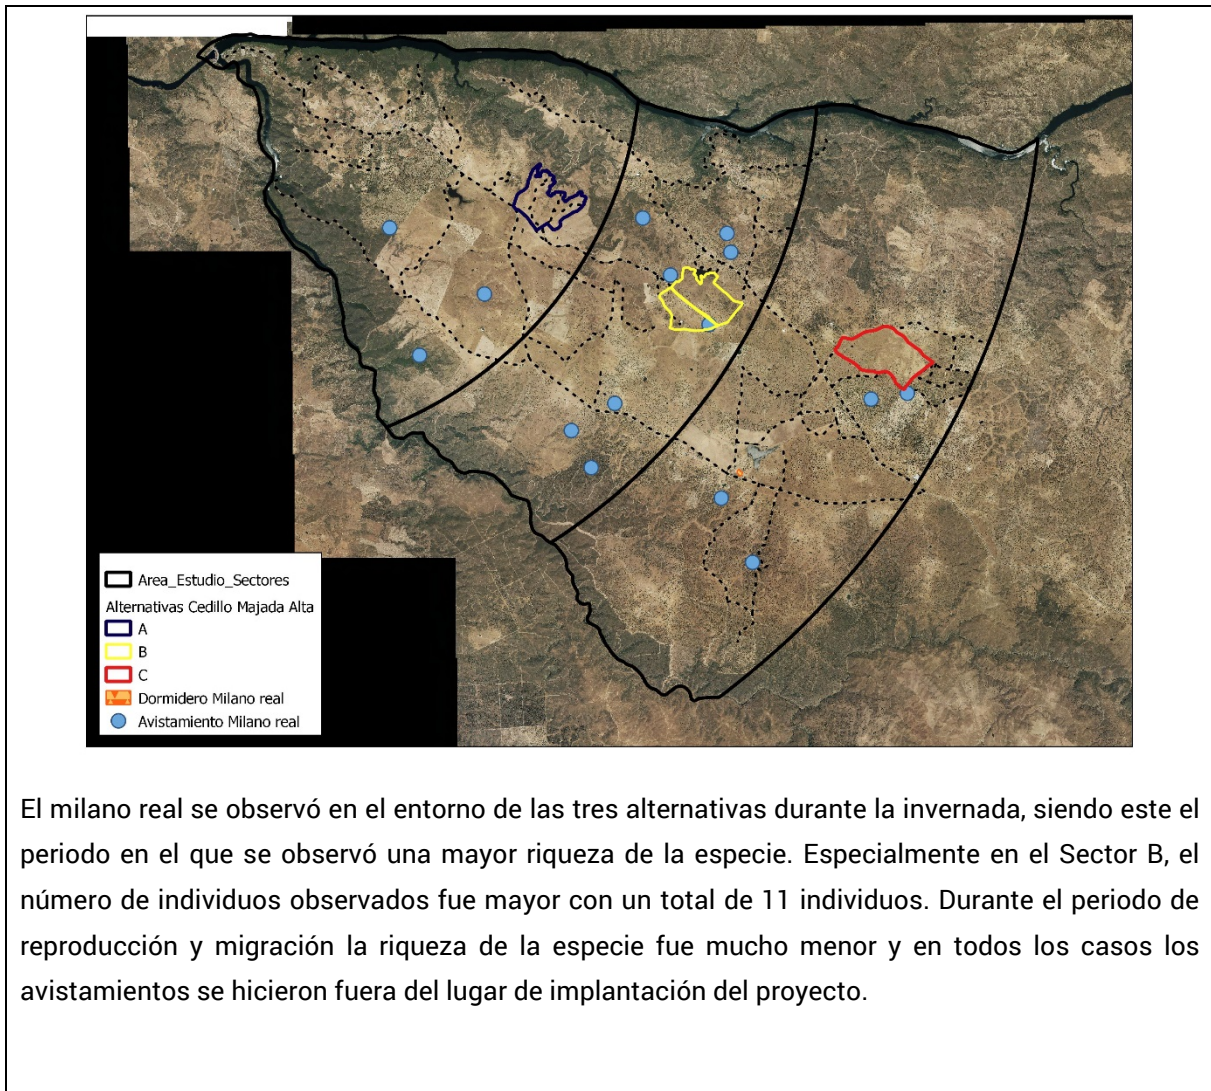 Area_Estudio_Sectores
Alternativas Cedillo Majada Alta
A
B
C
Dormidero Milano real
Avistamiento Milano real
El milano real se observó en el entorno de las tres alternativas durante la invernada, siendo este el
periodo en el que se observó una mayor riqueza de la especie. Especialmente en el Sector B, el
número de individuos observados fue mayor con un total de 11 individuos. Durante el periodo de
reproducción y migración la riqueza de la especie fue mucho menor y en todos los casos los
avistamientos se hicieron fuera del lugar de implantación del proyecto.